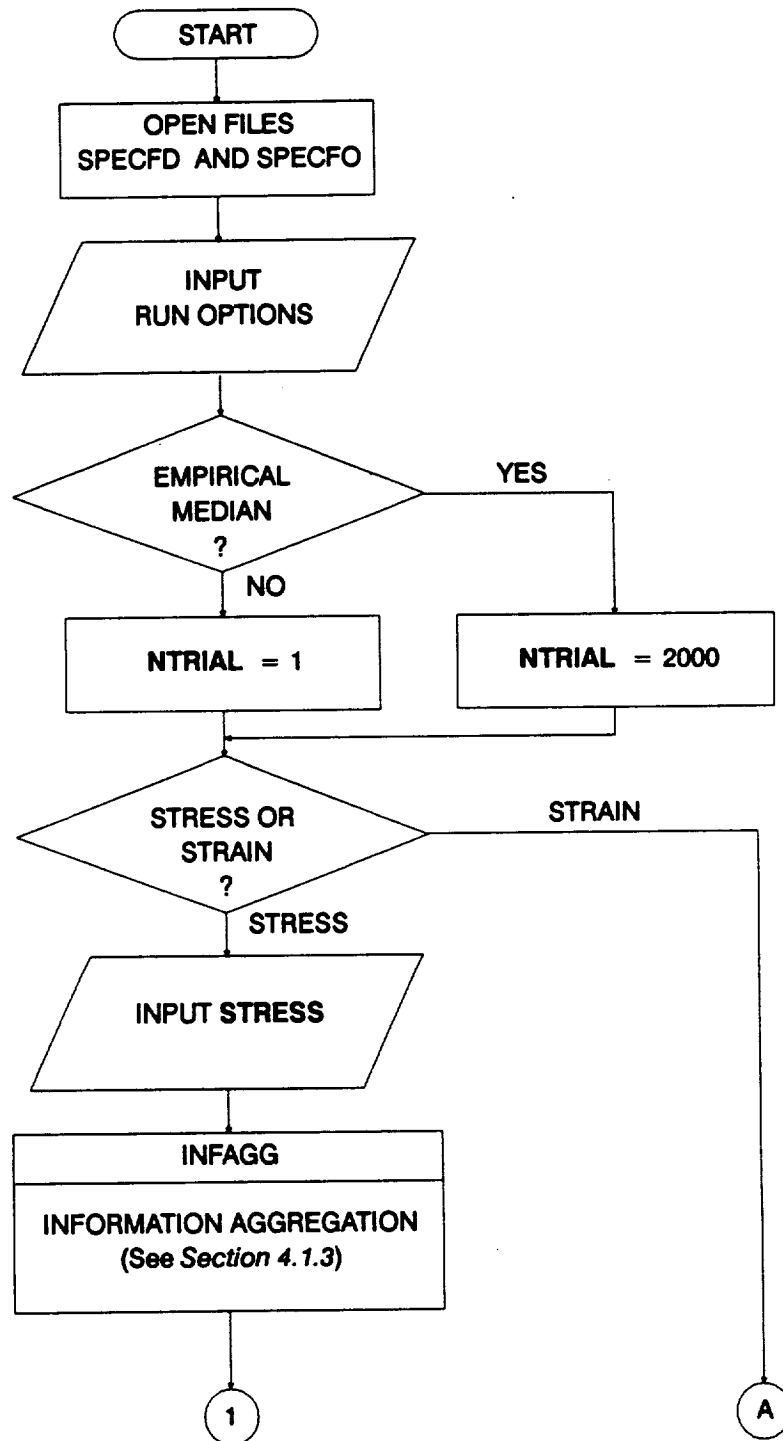 START
OPEN FILES
SPECFD AND SPECFO
INPUT
RUN OPTIONS
EMPIRICAL
MEDIAN
?
YES
NO
NTRIAL = 1
NTRIAL = 2000
STRESS OR
STRAIN
?
STRAIN
STRESS
INPUT STRESS
INFAGG
INFORMATION AGGREGATION
(See Section 4.1.3)
1
A